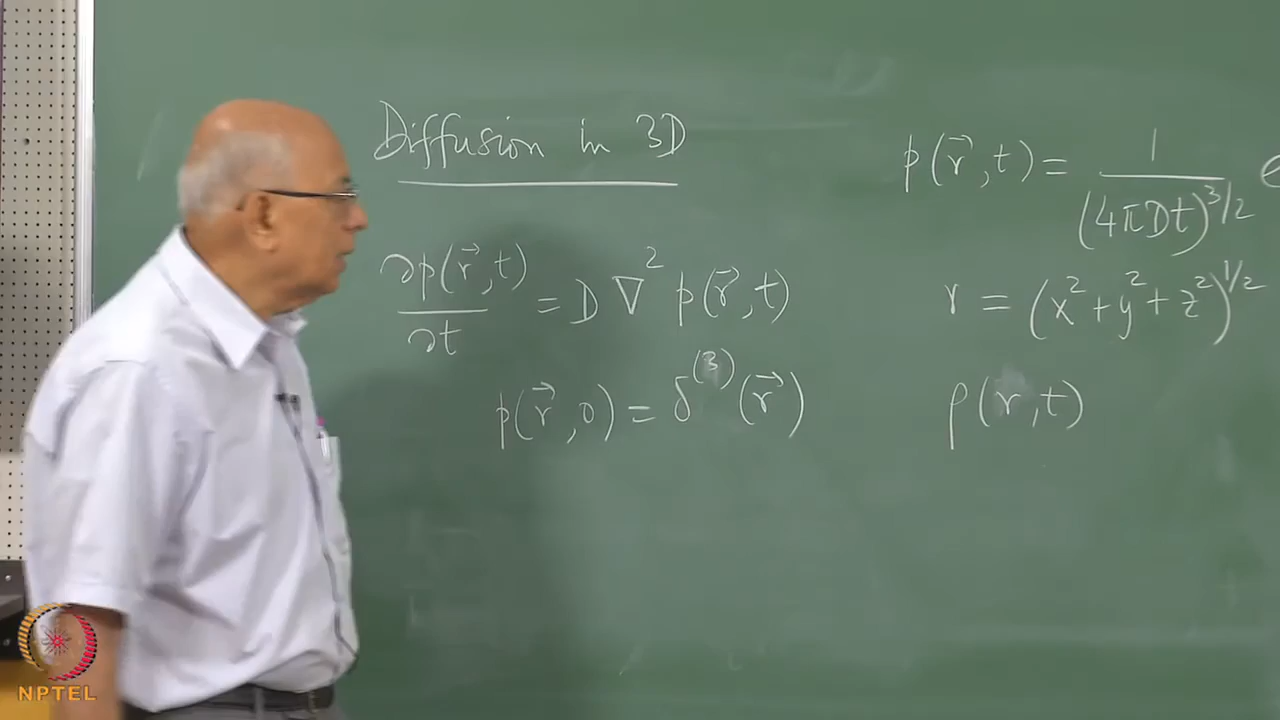 Diffusion in 3D
∂p(r⃗,t)/∂t = D ∇² p(r⃗,t)
p(r⃗,0) = δ⁽³⁾(r⃗)
p(r⃗,t) = 1/(4πDt)^3/2 e
r = (x²+y²+z²)^1/2
ρ(r,t)
NPTEL